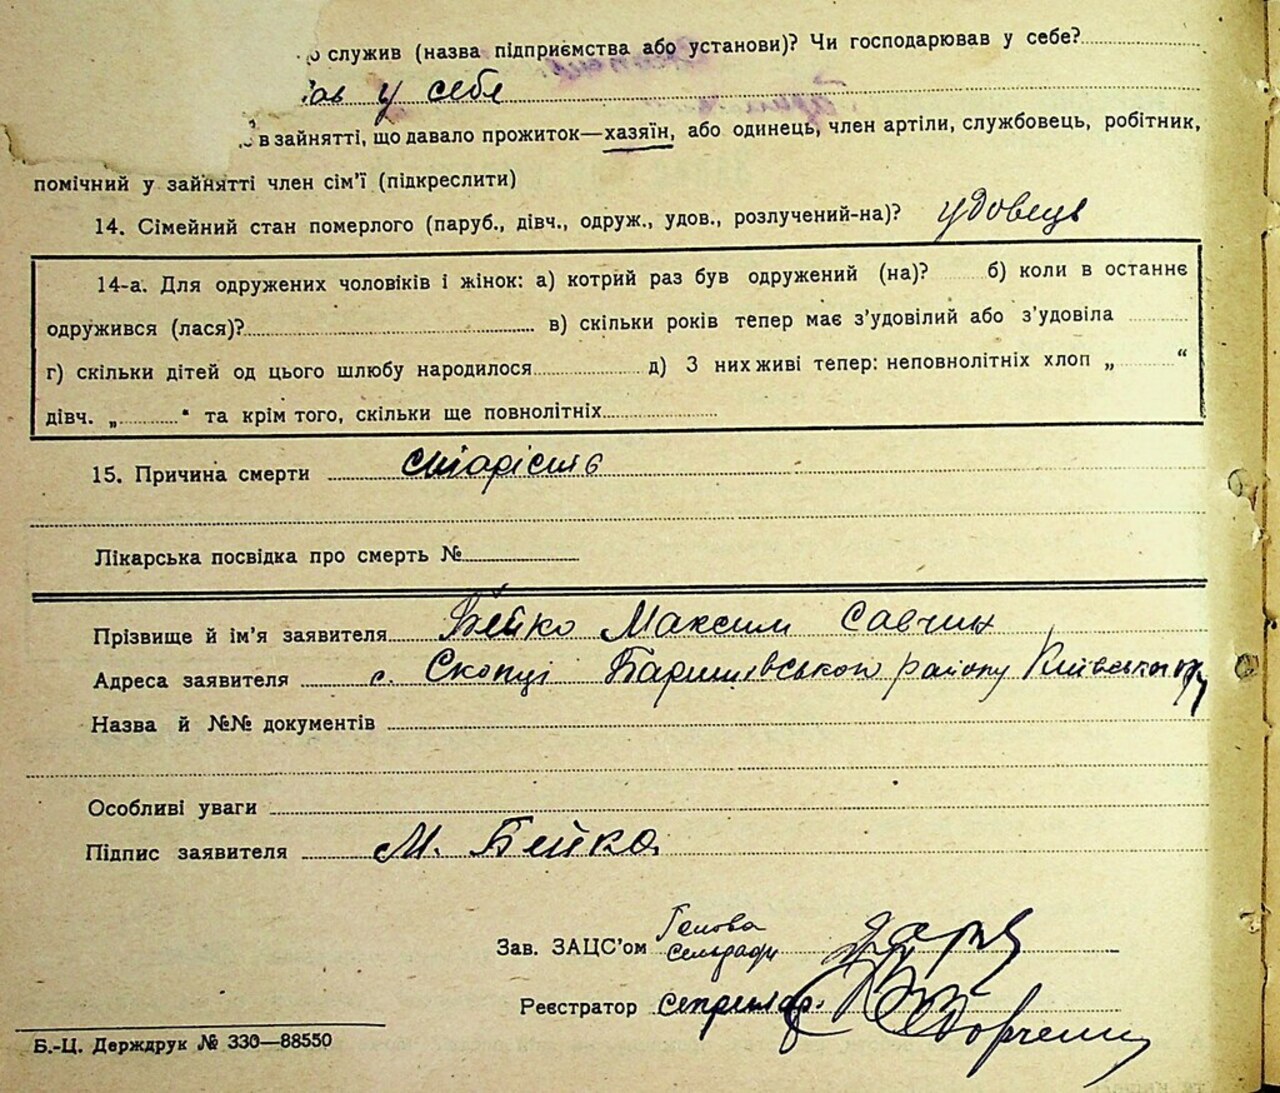 служив (назва підприємства або установи)? Чи господарював у себе?
ав у себе
в зайнятті, що давало прожиток—хазяїн, або одинець, член артіли, службовець, робітник,
помічний у зайнятті член сім'ї (підкреслити)
14. Сімейний стан померлого (паруб., дівч., одруж., удов., розлучений-на)? удовець
14-а. Для одружених чоловіків і жінок: а) котрий раз був одружений (на)? б) коли в останнє
одружився (лася)? в) скільки років тепер має з'удовілий або з'удовіла
г) скільки дітей од цього шлюбу народилося д) З них живі тепер: неповнолітніх хлоп „ “
дівч. „ “ та крім того, скільки ще повнолітніх
15. Причина смерти старість
Лікарська посвідка про смерть №
Прізвище й ім'я заявителя Бейко Максим Савчин
Адреса заявителя с. Скопці Баришівського району Київської
Назва й №№ документів
Особливі уваги
Підпис заявителя М. Бейко
Голова
Зав. ЗАЦС'ом сельради
Реєстратор секретар
Б.-Ц. Держдрук № 330—88550